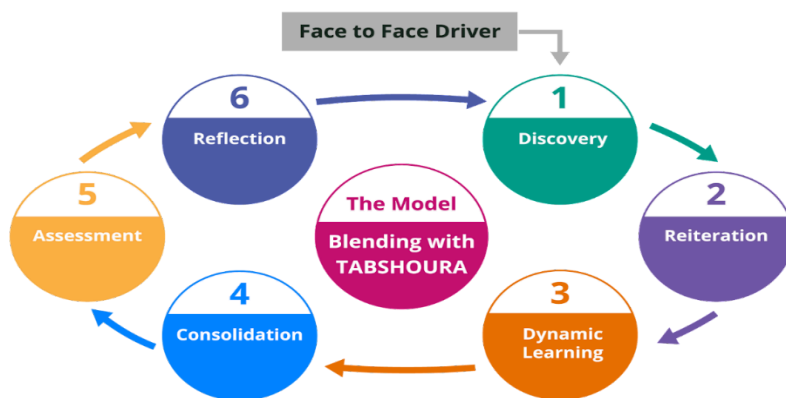 Face to Face Driver
1
Discovery
2
Reiteration
3
Dynamic
Learning
4
Consolidation
5
Assessment
6
Reflection
The Model
Blending with
TABSHOURA